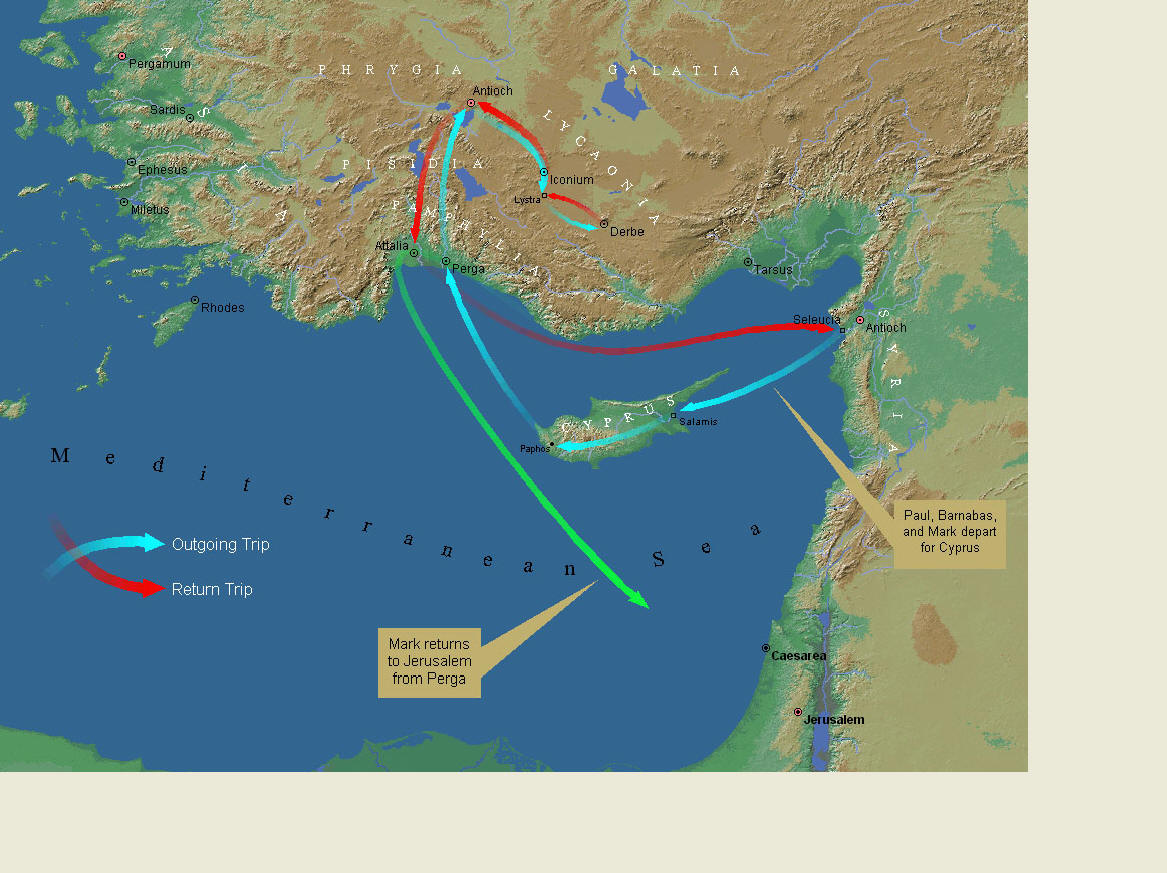 Pergamum
A S I A
PHRYGIA
GALATIA
Antioch
Sardis
LYCAONIA
Ephesus
PISIDIA
Iconium
Lystra
Miletus
PAMPHYLIA
Derbe
Attalia
Perga
Tarsus
Rhodes
Seleucia
Antioch
SYRIA
CYPRUS
Salamis
Paphos
Mediterranean Sea
Paul, Barnabas,
and Mark depart
for Cyprus
Outgoing Trip
Return Trip
Mark returns
to Jerusalem
from Perga
Caesarea
Jerusalem